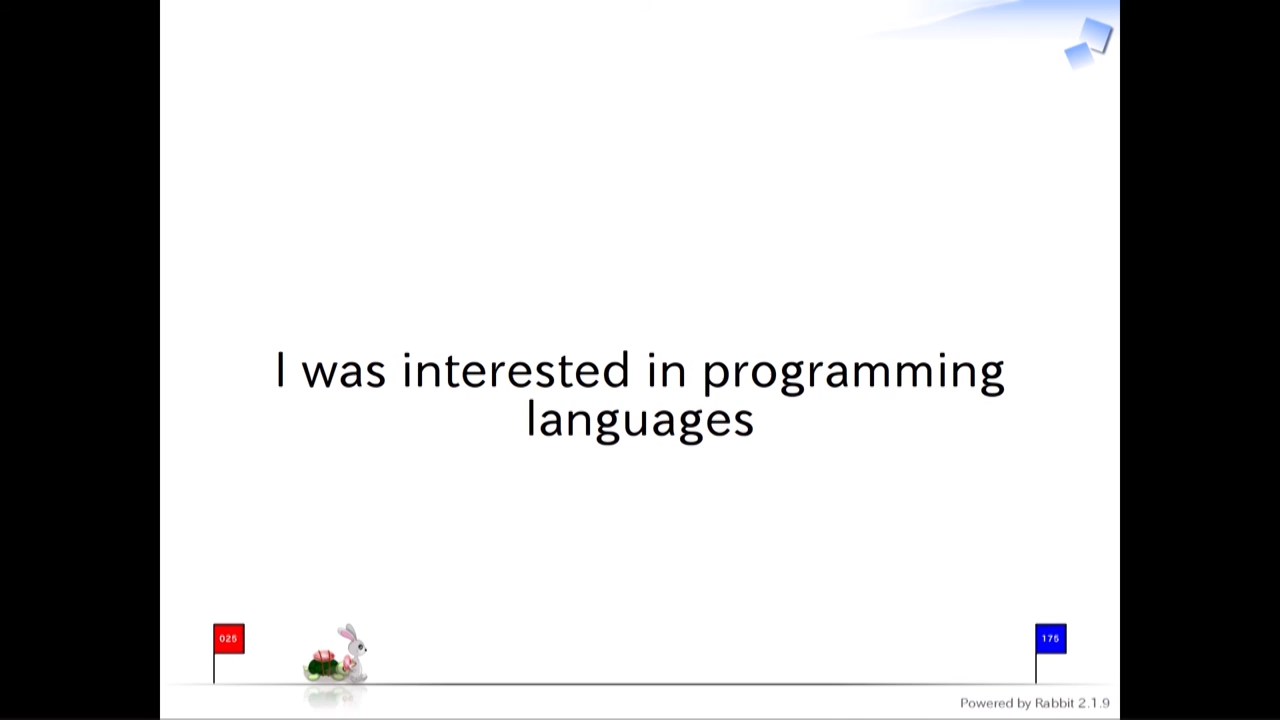 I was interested in programming
languages
025
175
Powered by Rabbit 2.1.9